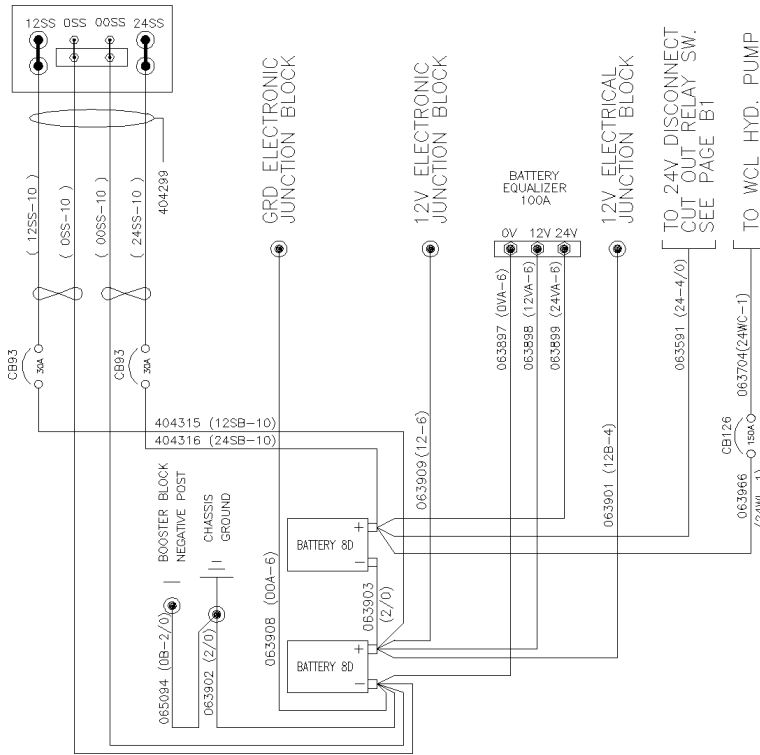 12SS 0SS 00SS 24SS
404299
( 12SS-10 )
( 0SS-10 )
( 00SS-10 )
( 24SS-10 )
CB93
30A
CB93
30A
GRD ELECTRONIC
JUNCTION BLOCK
12V ELECTRONIC
JUNCTION BLOCK
BATTERY
EQUALIZER
100A
0V 12V 24V
12V ELECTRICAL
JUNCTION BLOCK
TO 24V DISCONNECT
CUT OUT RELAY SW.
SEE PAGE B1
TO WCL HYD. PUMP
063897 (0VA-6)
063898 (12VA-6)
063899 (24VA-6)
063591 (24-4/0)
063704(24WC-1)
CB126
150A
063966
404315 (12SB-10)
404316 (24SB-10)
063909(12-6)
063901 (12B-4)
BOOSTER BLOCK
NEGATIVE POST
CHASSIS
GROUND
BATTERY 8D
+
−
063903
(2/0)
063908 (00A-6)
BATTERY 8D
+
−
065094 (0B-2/0)
063902 (2/0)